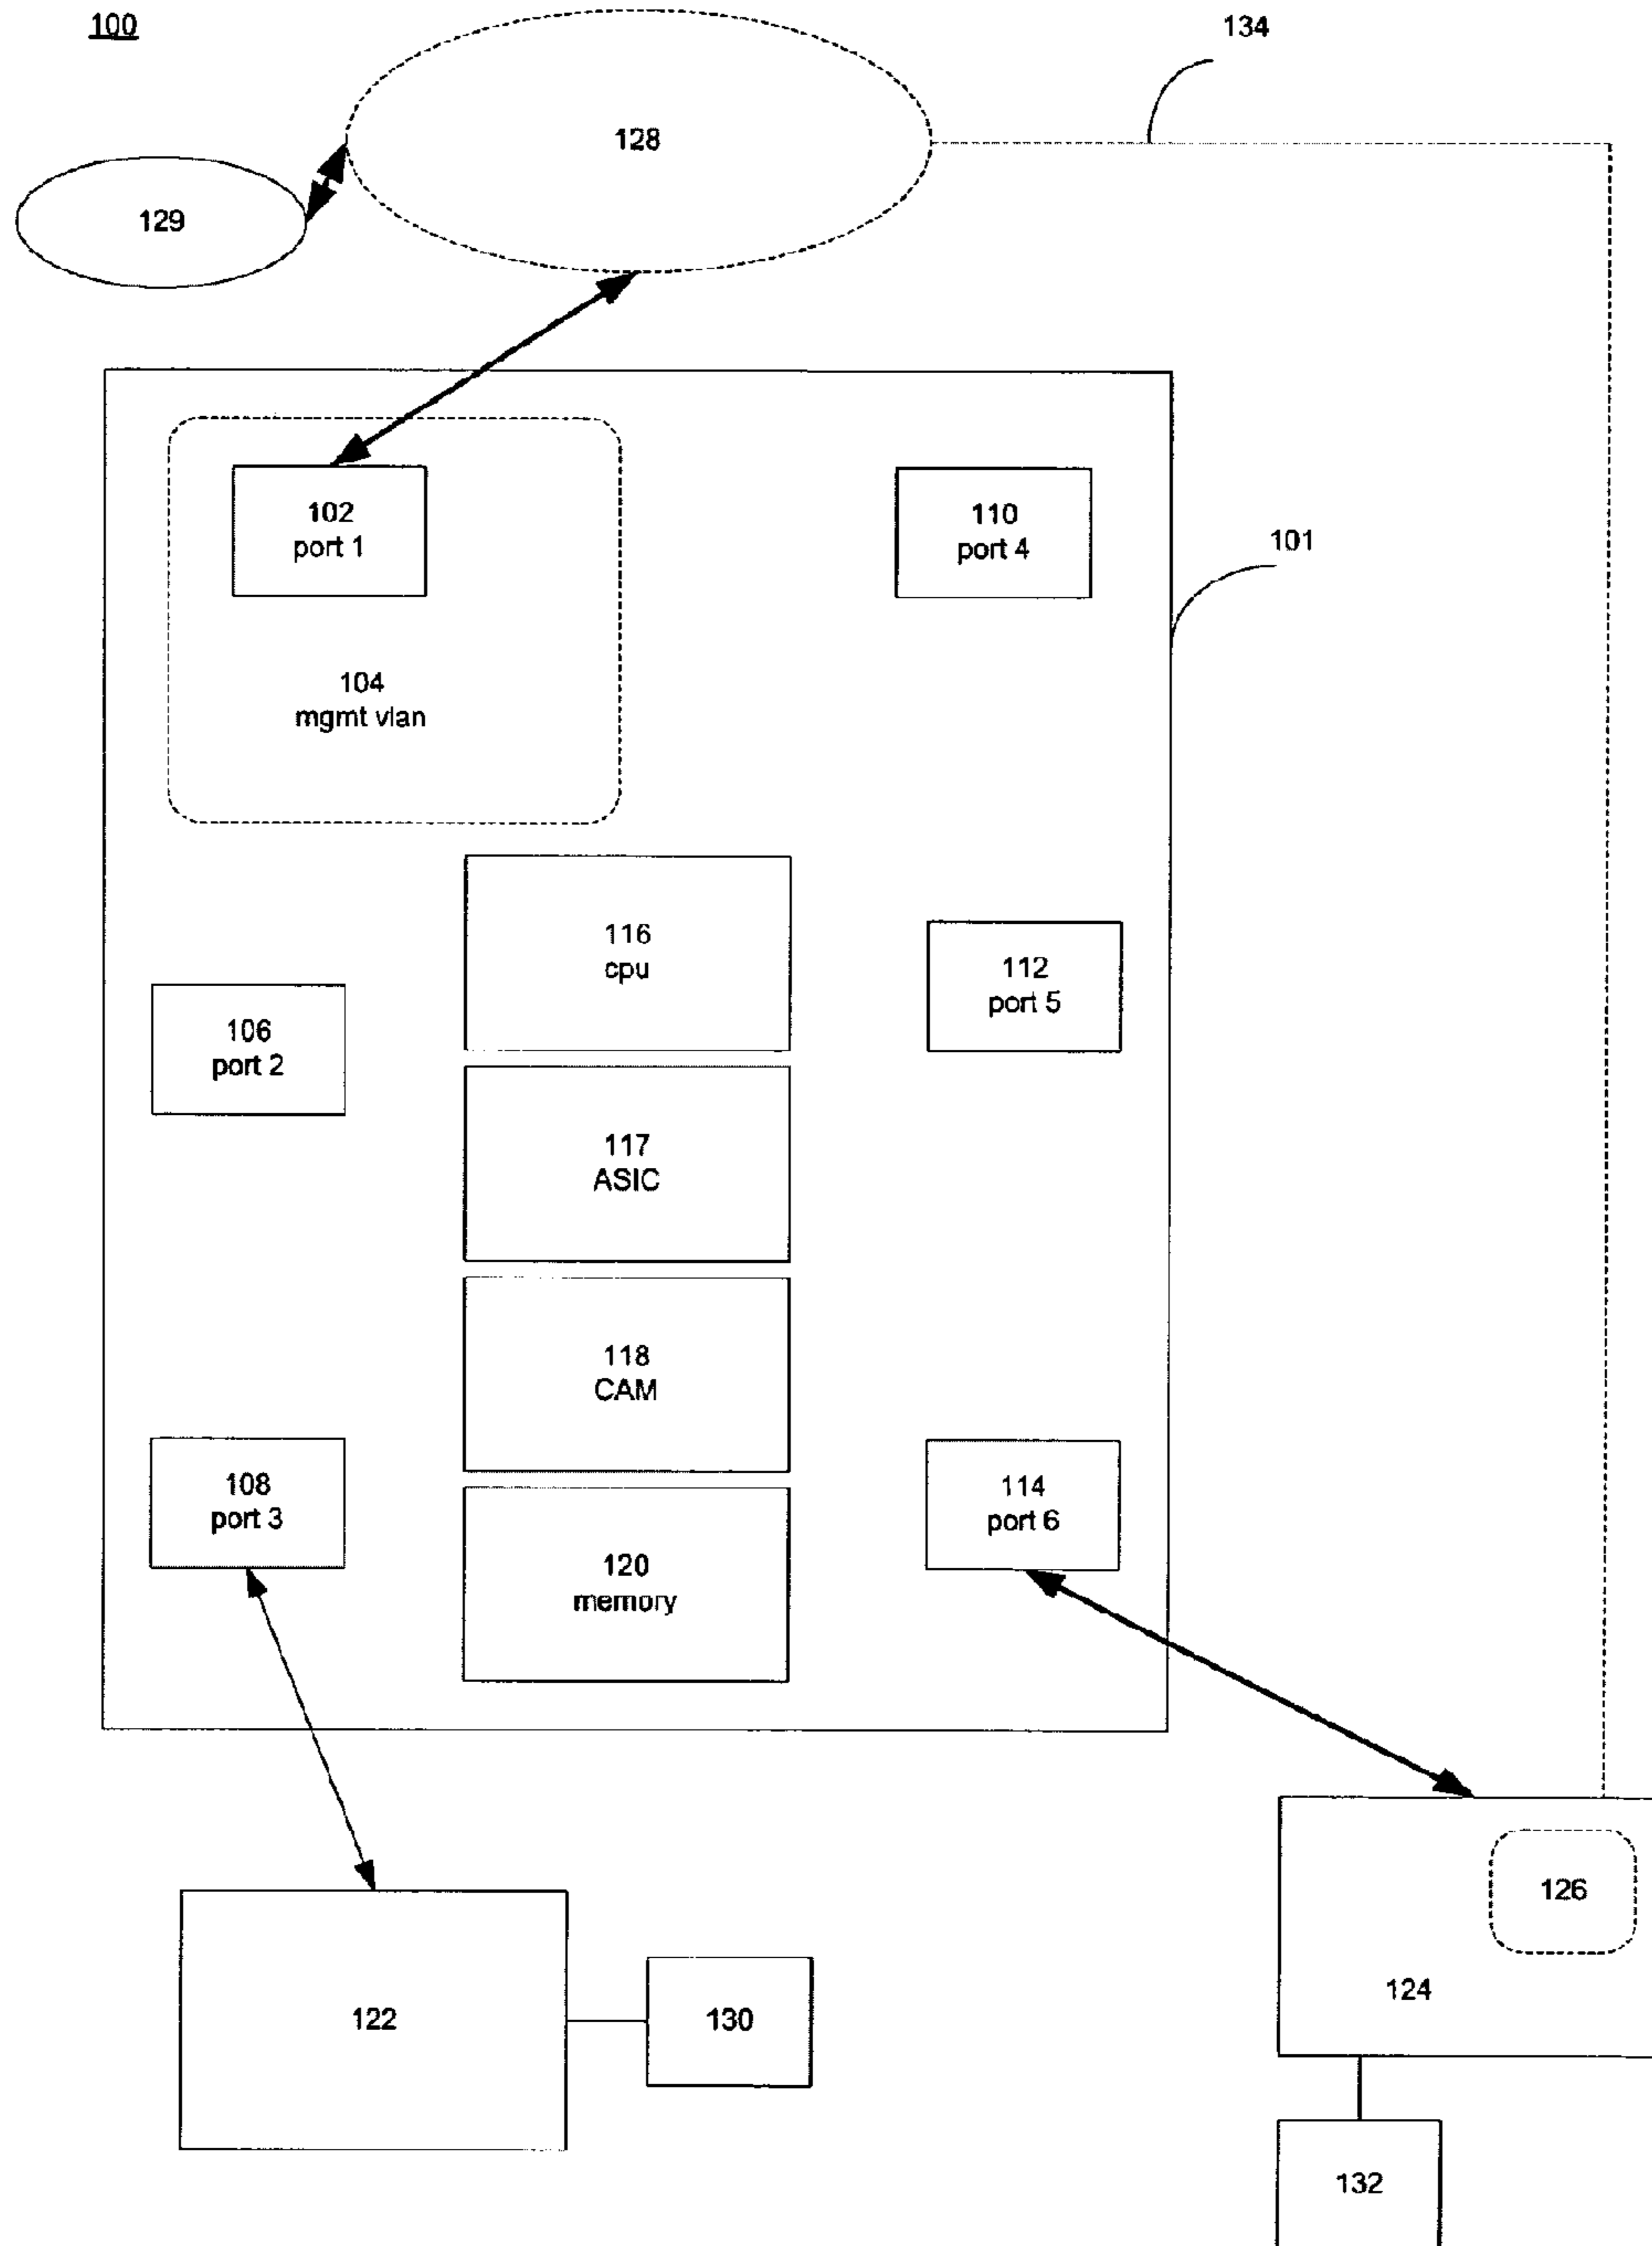 100
134
128
129
102
port 1
110
port 4
101
104
mgmt vlan
116
cpu
112
port 5
106
port 2
117
ASIC
118
CAM
108
port 3
114
port 6
120
memory
126
124
122
130
132